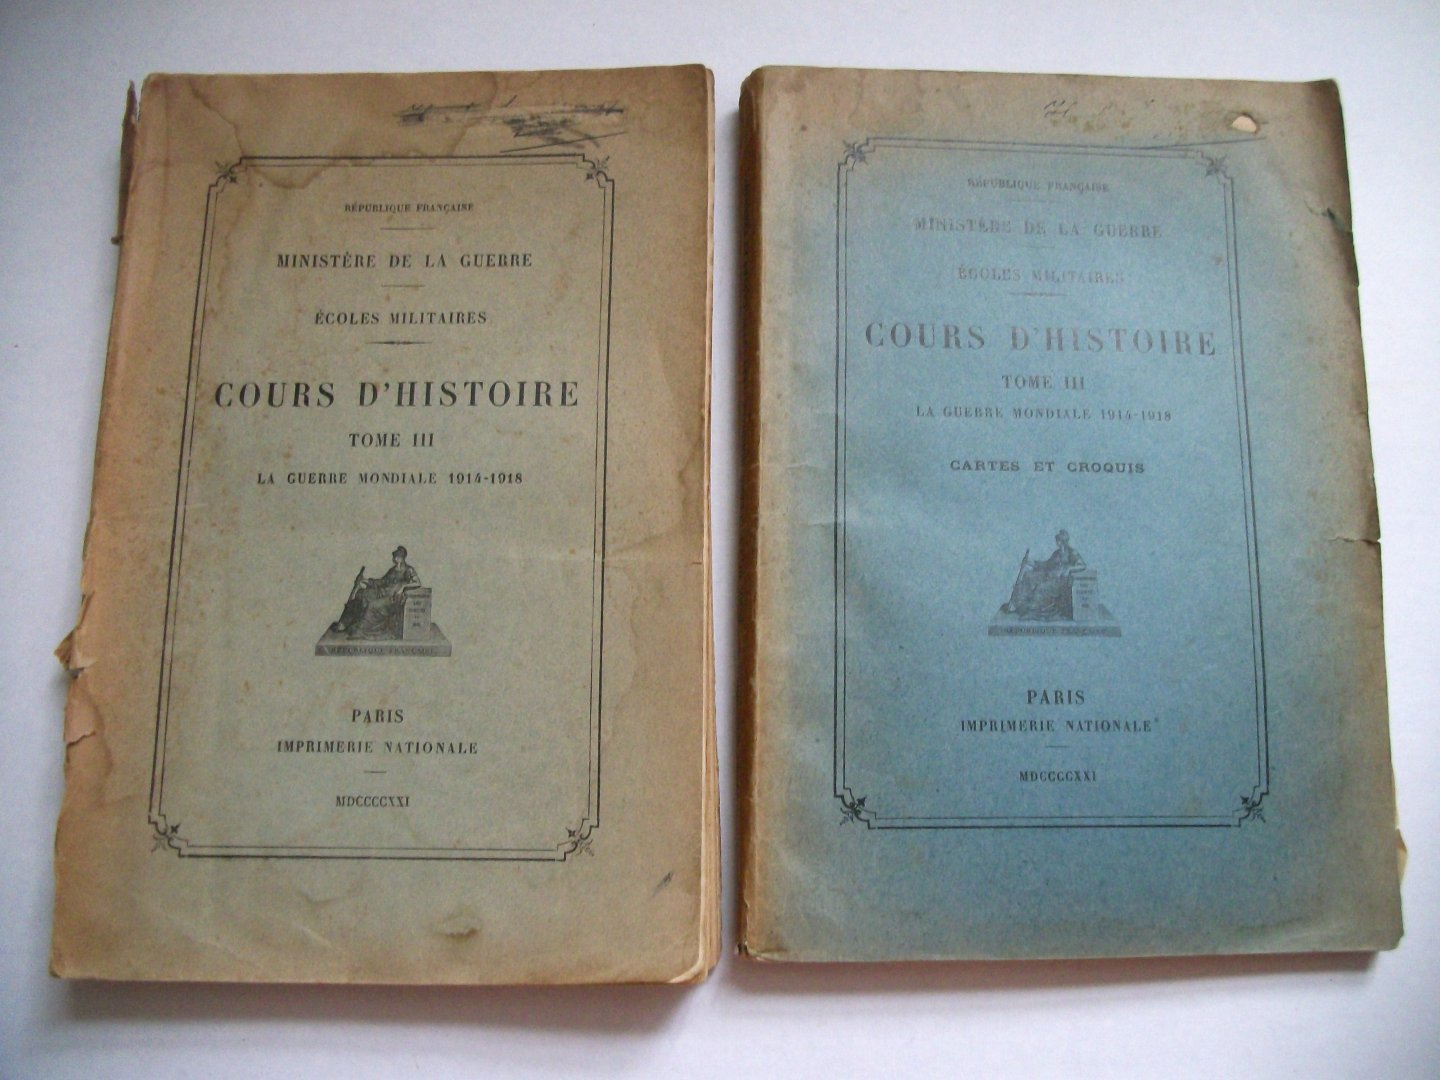 RÉPUBLIQUE FRANÇAISE
MINISTÈRE DE LA GUERRE
ÉCOLES MILITAIRES
COURS D'HISTOIRE
TOME III
LA GUERRE MONDIALE 1914-1918
RÉPUBLIQUE FRANÇAISE
PARIS
IMPRIMERIE NATIONALE
MDCCCCXXI
RÉPUBLIQUE FRANÇAISE
MINISTÈRE DE LA GUERRE
ÉCOLES MILITAIRES
COURS D'HISTOIRE
TOME III
LA GUERRE MONDIALE 1914-1918
CARTES ET CROQUIS
RÉPUBLIQUE FRANÇAISE
PARIS
IMPRIMERIE NATIONALE
MDCCCCXXI